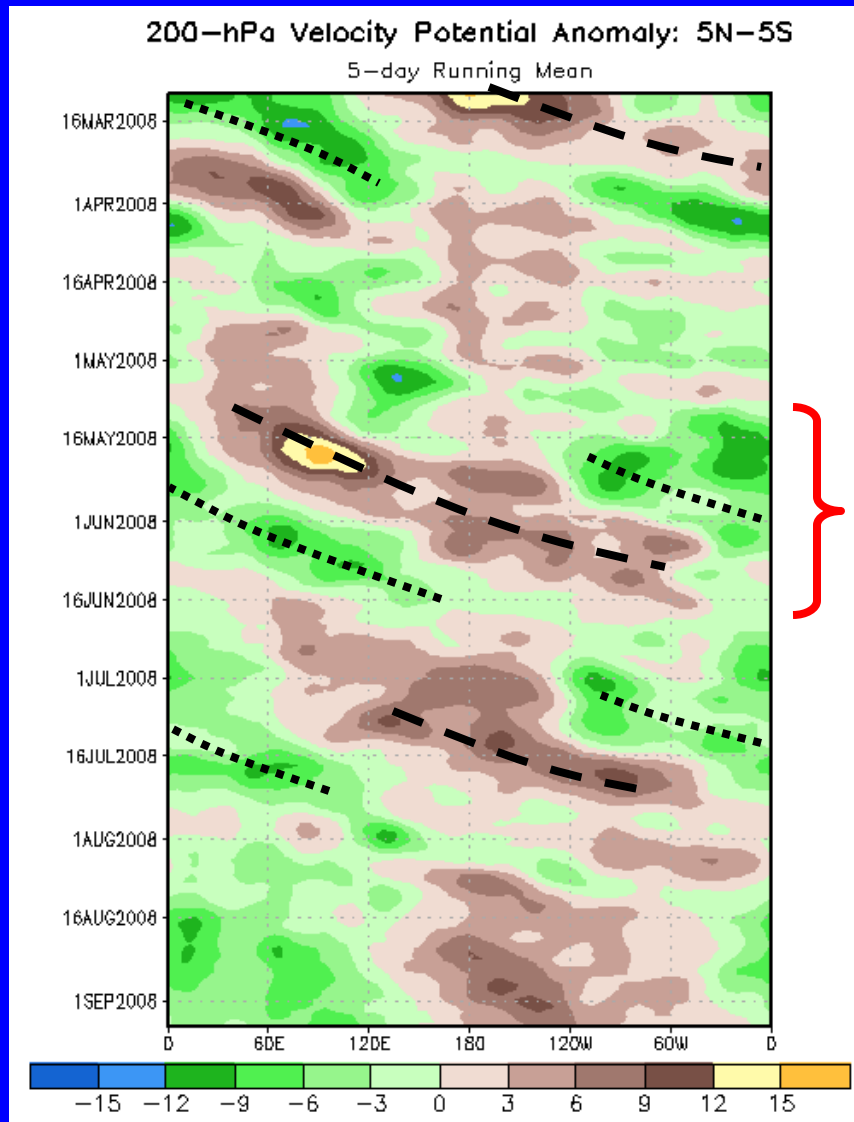 200-hPa Velocity Potential Anomaly: 5N-5S
5-day Running Mean
16MAR2008
1APR2008
16APR2008
1MAY2008
16MAY2008
1JUN2008
16JUN2008
1JUL2008
16JUL2008
1AUG2008
16AUG2008
1SEP2008
0 60E 120E 180 120W 60W 0
-15 -12 -9 -6 -3 0 3 6 9 12 15